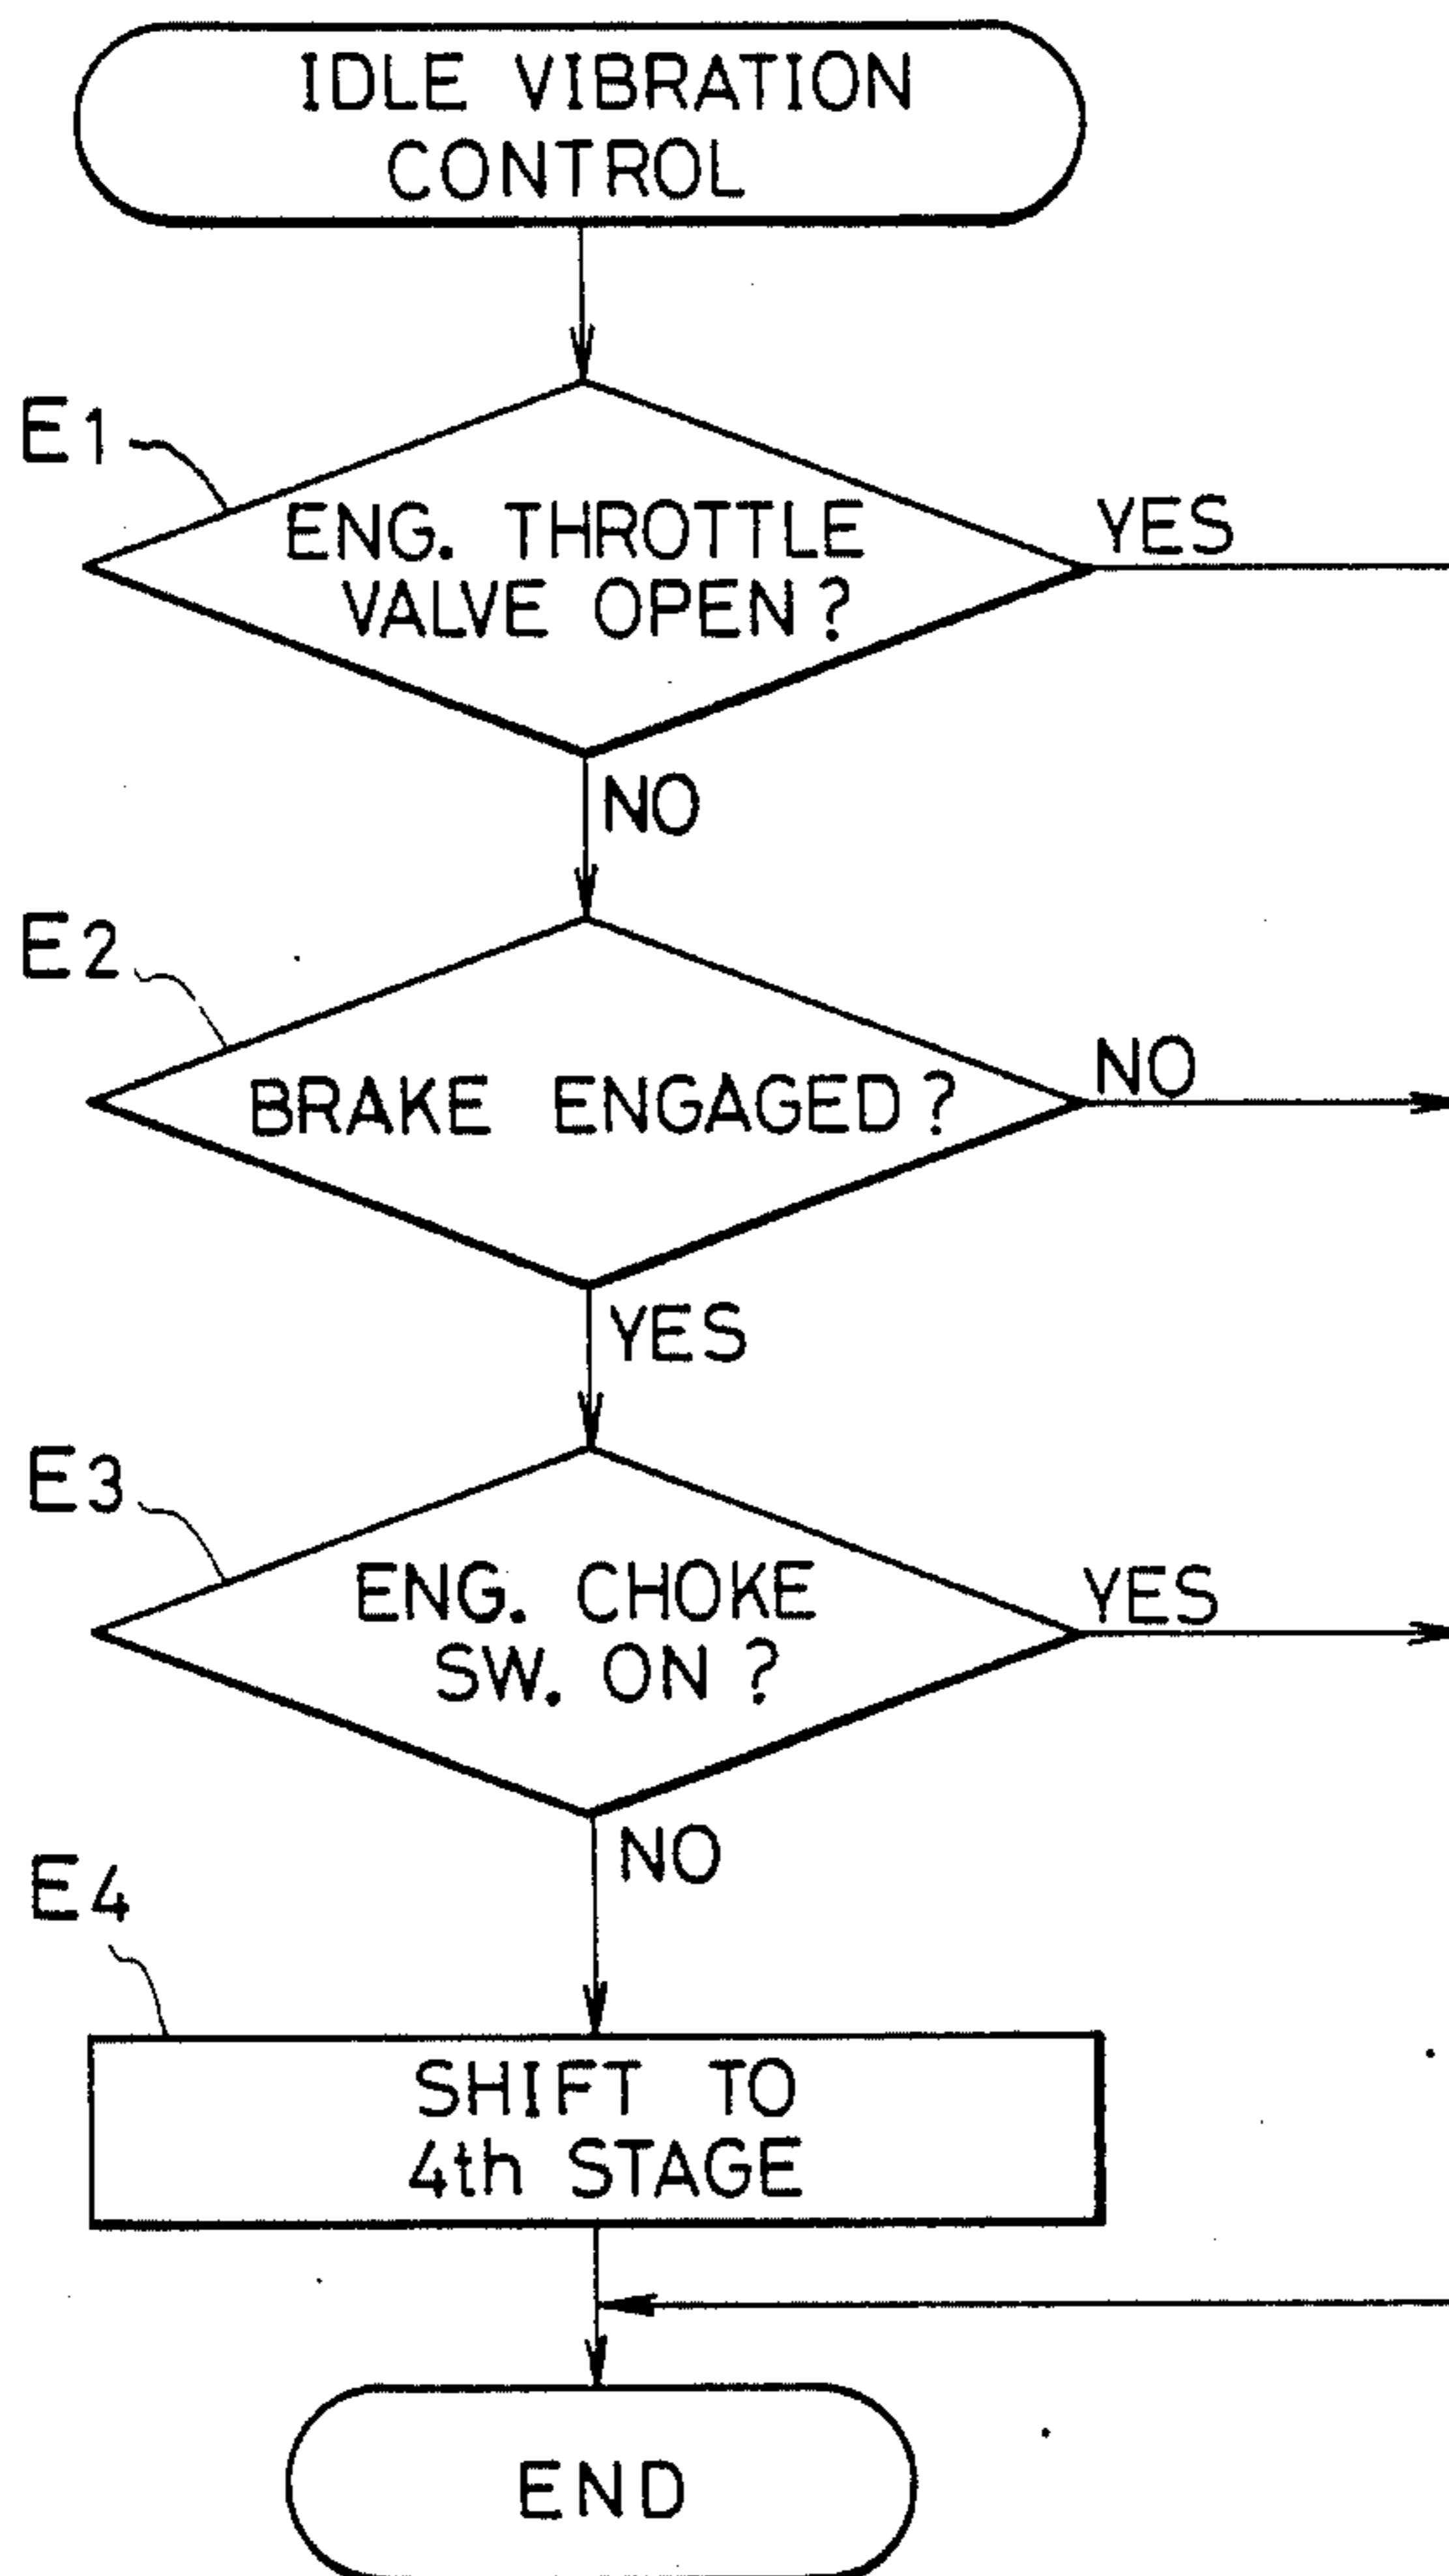 IDLE VIBRATION
CONTROL
E1
ENG. THROTTLE
VALVE OPEN?
YES
NO
E2
BRAKE ENGAGED?
NO
YES
E3
ENG. CHOKE
SW. ON?
YES
NO
E4
SHIFT TO
4th STAGE
END